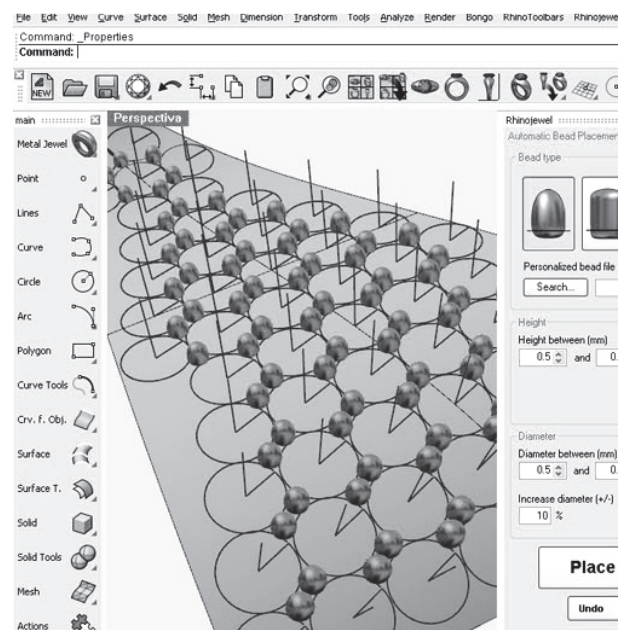 File Edit View Curve Surface Solid Mesh Dimension Transform Tools Analyze Render Bongo RhinoToolbars Rhinojewe
Command: _Properties
Command:
NEW
main
Perspectiva
Rhinojewel
Metal Jewel
Point
Lines
Curve
Circle
Arc
Polygon
Curve Tools
Crv. f. Obj.
Surface
Surface T.
Solid
Solid Tools
Mesh
Actions
Automatic Bead Placemen
Bead type
Personalized bead file
Search...
Height
Height between (mm)
0.5 and 0.
Diameter
Diameter between (mm)
0.5 and 0.
Increase diameter (+/-)
10 %
Place
Undo